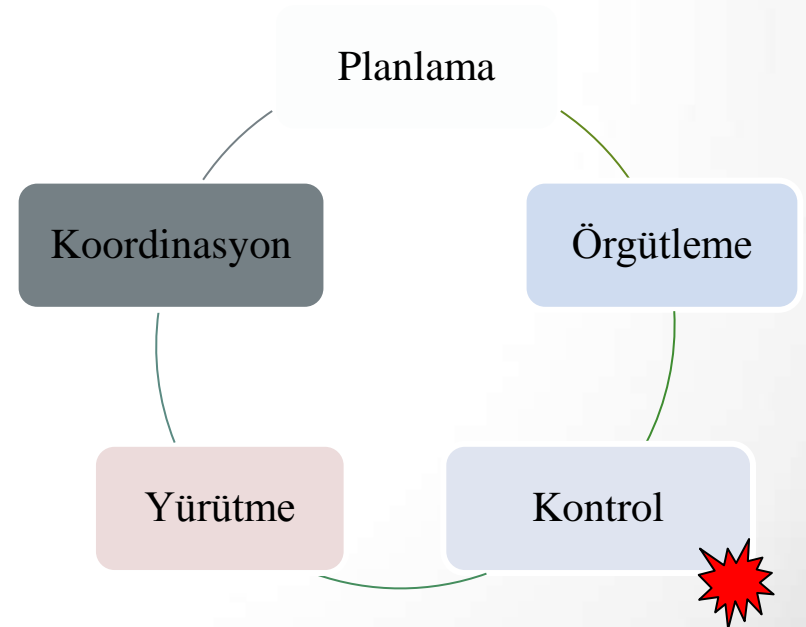 Planlama
Koordinasyon
Örgütleme
Yürütme
Kontrol